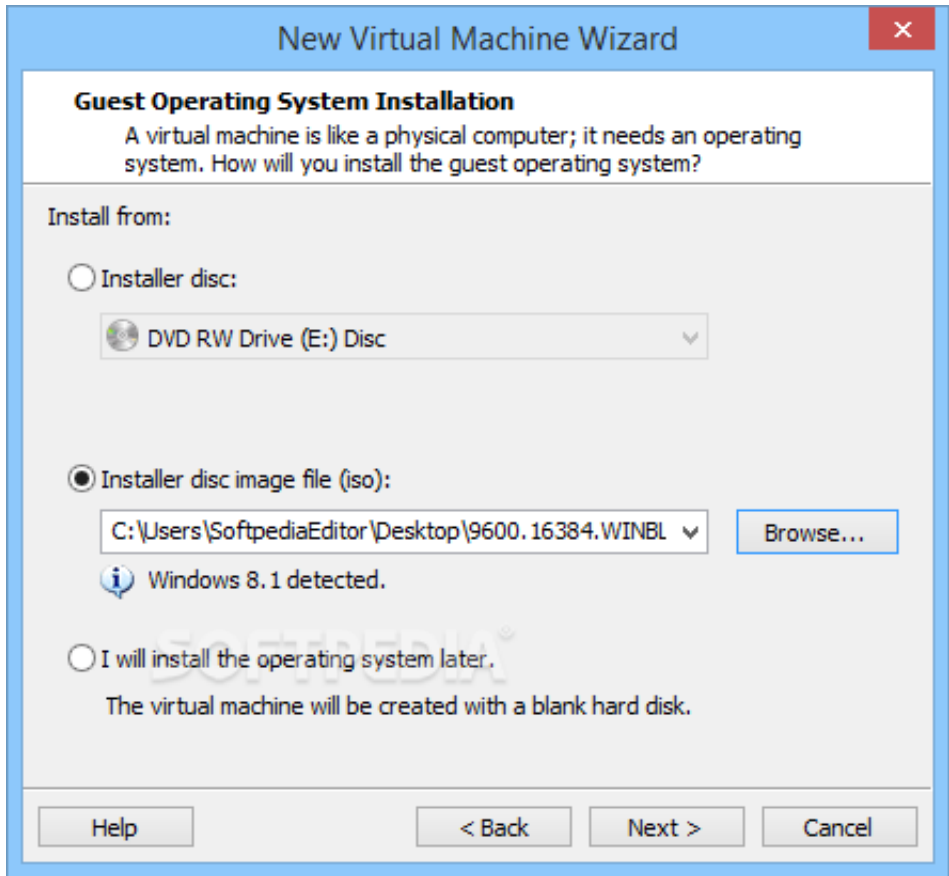 New Virtual Machine Wizard
Guest Operating System Installation
A virtual machine is like a physical computer; it needs an operating
system. How will you install the guest operating system?
Install from:
Installer disc:
DVD RW Drive (E:) Disc
Installer disc image file (iso):
C:\Users\SoftpediaEditor\Desktop\9600.16384.WINBL
Browse...
Windows 8.1 detected.
SOFTPEDIA®
I will install the operating system later.
The virtual machine will be created with a blank hard disk.
Help
< Back
Next >
Cancel